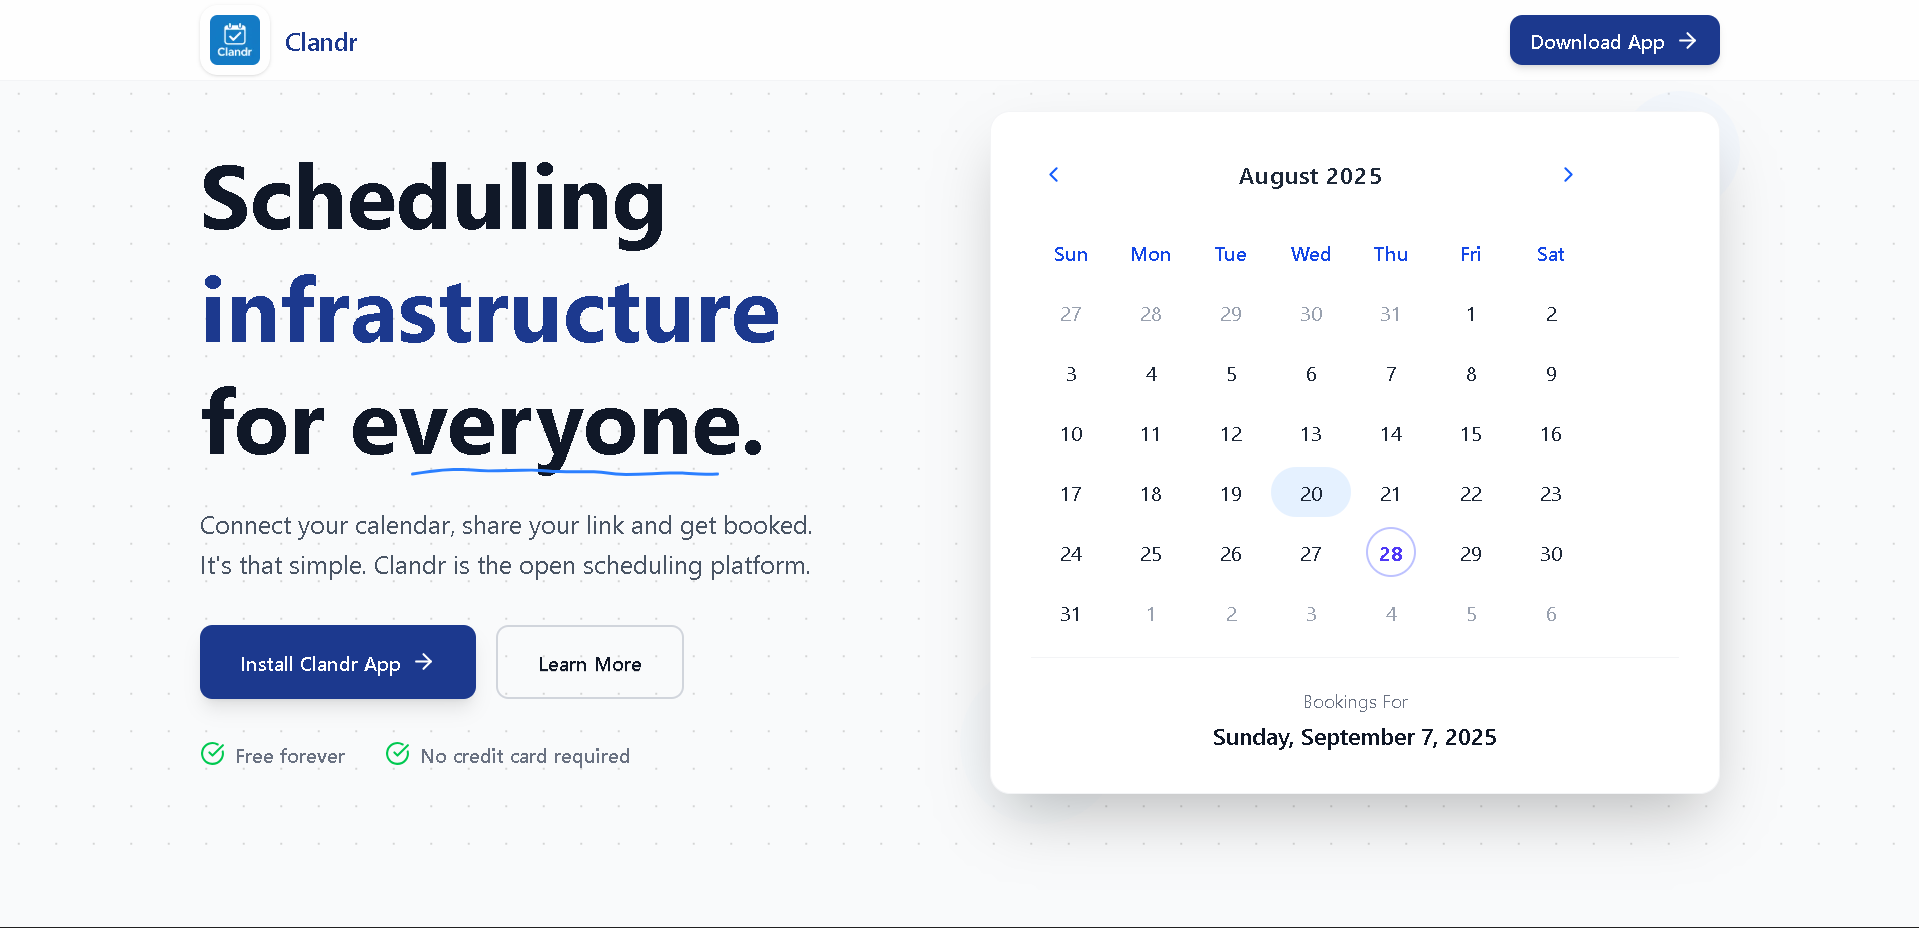 Clandr
Clandr
Download App
Scheduling
infrastructure
for everyone.
Connect your calendar, share your link and get booked.
It's that simple. Clandr is the open scheduling platform.
Install Clandr App
Learn More
Free forever
No credit card required
August 2025
Sun Mon Tue Wed Thu Fri Sat
27 28 29 30 31 1 2
3 4 5 6 7 8 9
10 11 12 13 14 15 16
17 18 19 20 21 22 23
24 25 26 27 28 29 30
31 1 2 3 4 5 6
Bookings For
Sunday, September 7, 2025